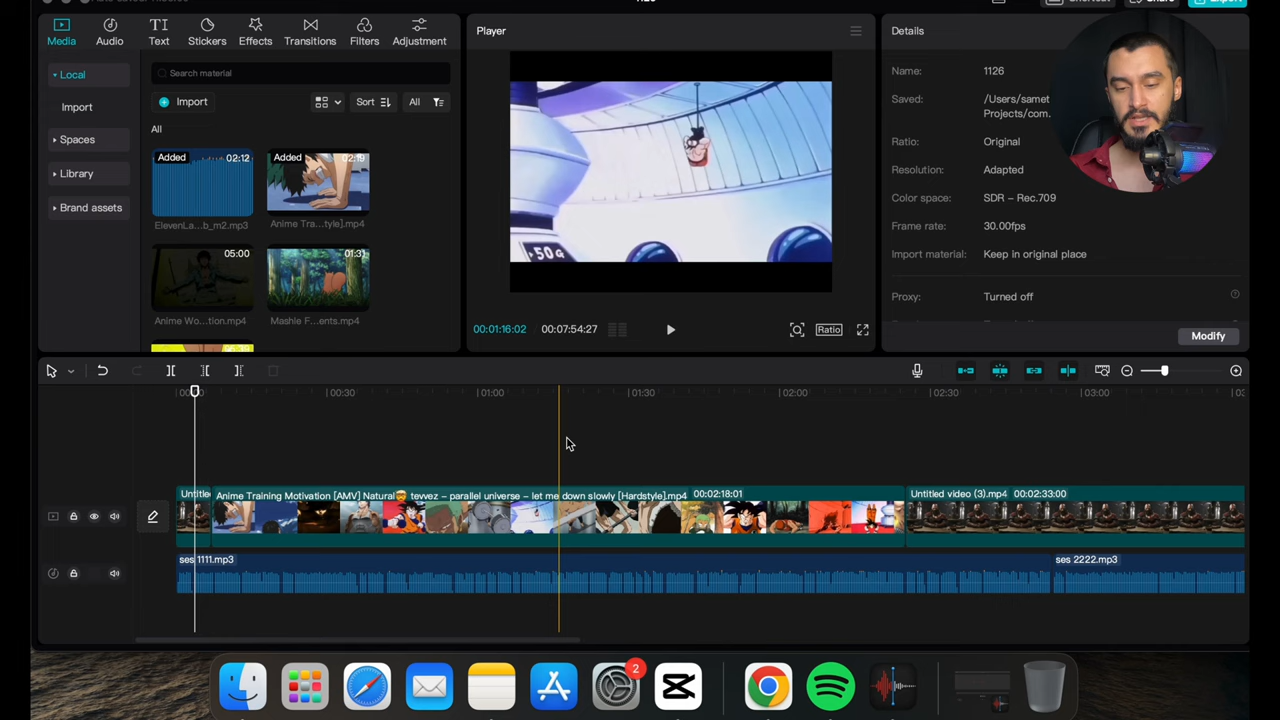 Shortcut
Share
Export
Media
Audio
Text
Stickers
Effects
Transitions
Filters
Adjustment
Local
Import
Spaces
Library
Brand assets
Search material
Import
Sort
All
All
Added
02:12
ElevenLa...b_m2.mp3
Added
02:19
Anime Tra...tyle].mp4
05:00
Anime Wo...tion.mp4
01:31
Mashle F...ents.mp4
Player
50G
00:01:16:02
00:07:54:27
Ratio
Details
Name:
1126
Saved:
/Users/samet
Projects/com.
Ratio:
Original
Resolution:
Adapted
Color space:
SDR – Rec.709
Frame rate:
30.00fps
Import material:
Keep in original place
Proxy:
Turned off
Modify
00:30
01:00
01:30
02:00
02:30
03:00
Untitle
Anime Training Motivation [AMV] Natural tevvez – parallel universe – let me down slowly [Hardstyle].mp4
00:02:18:01
Untitled video (3).mp4
00:02:33:00
ses 1111.mp3
ses 2222.mp3
2